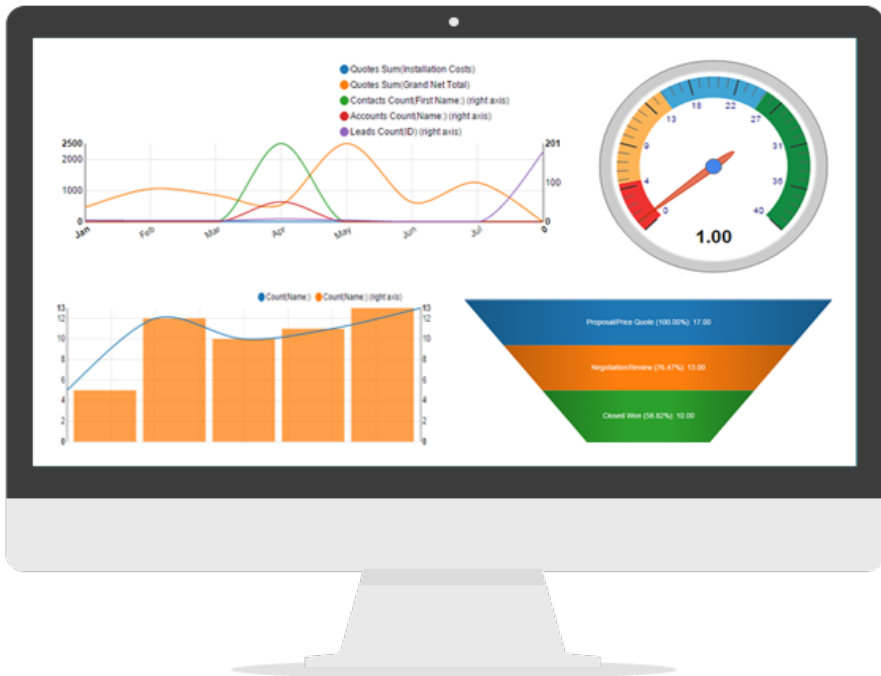 Quotes Sum(Installation Costs)
Quotes Sum(Grand Net Total)
Contacts Count(First Name:) (right axis)
Accounts Count(Name:) (right axis)
Leads Count(ID) (right axis)
2500
2000
1000
0
201
100
0
Jan
Feb
Mar
Apr
May
Jun
Jul
0
0
4
9
13
18
22
27
31
36
40
1.00
Count(Name:)
Count(Name:) (right axis)
13
12
10
8
6
4
2
0
13
12
10
8
6
4
2
0
Proposal/Price Quote (100.00%): 17.00
Negotiation/Review (76.47%): 13.00
Closed Won (58.82%): 10.00